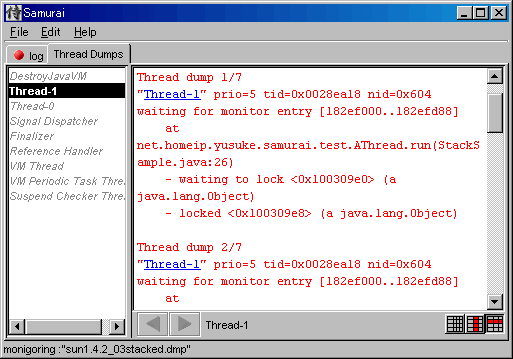 Samurai
File Edit Help
log Thread Dumps
DestroyJavaVM
Thread-1
Thread-0
Signal Dispatcher
Finalizer
Reference Handler
VM Thread
VM Periodic Task Thre.
Suspend Checker Thre.
Thread dump 1/7
"Thread-1" prio=5 tid=0x0028ea18 nid=0x604
waiting for monitor entry [182ef000..182efd88]
at
net.homeip.yusuke.samurai.test.AThread.run(StackS
ample.java:26)
- waiting to lock <0x100309e0> (a
java.lang.Object)
- locked <0x100309e8> (a java.lang.Object)
Thread dump 2/7
"Thread-1" prio=5 tid=0x0028ea18 nid=0x604
waiting for monitor entry [182ef000..182efd88]
at
Thread-1
monigoring :"sun1.4.2_03stacked.dmp"